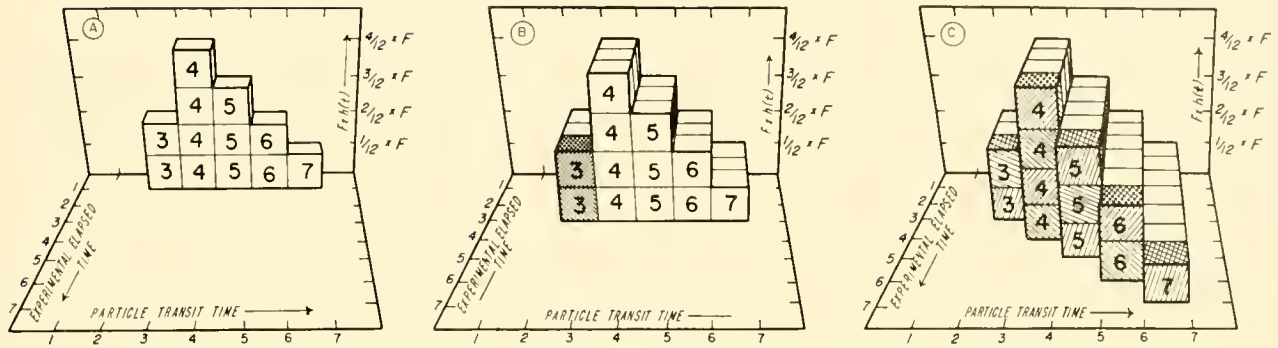 A
4
4 5
3 4 5 6
3 4 5 6 7
F x h(t)
4/12 x F
3/12 x F
2/12 x F
1/12 x F
1
2
3
4
5
6
7
EXPERIMENTAL ELAPSED
TIME
PARTICLE TRANSIT TIME
1 2 3 4 5 6 7
B
4
4 5
3 4 5 6
3 4 5 6 7
F x h(t)
4/12 x F
3/12 x F
2/12 x F
1/12 x F
1
2
3
4
5
6
7
EXPERIMENTAL ELAPSED
TIME
PARTICLE TRANSIT TIME
1 2 3 4 5 6 7
C
4
4
3 4 5
3 4 5 6
5 6 7
F x h(t)
4/12 x F
3/12 x F
2/12 x F
1/12 x F
1
2
3
4
5
6
7
EXPERIMENTAL ELAPSED
TIME
PARTICLE TRANSIT TIME
1 2 3 4 5 6 7